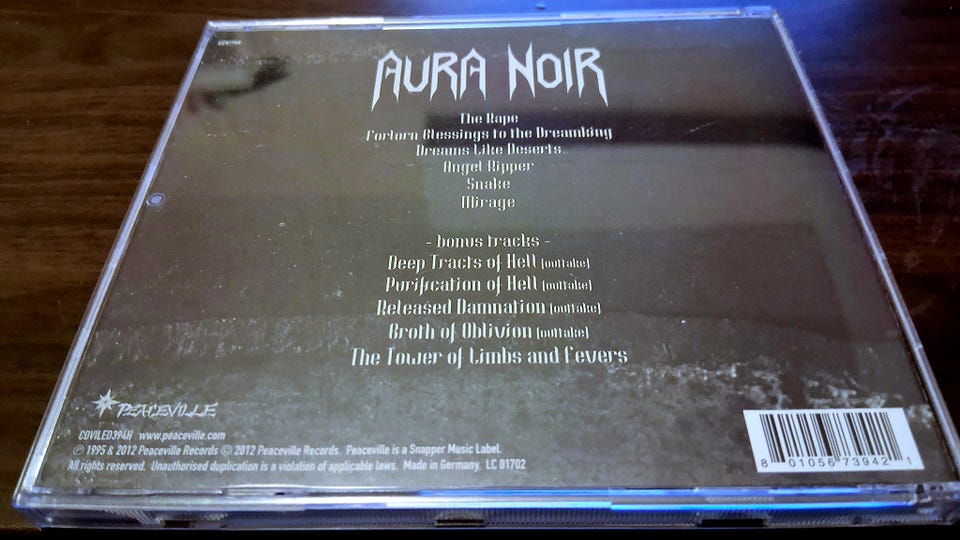 AURA NOIR
The Rape
Forlorn Blessings to the Dreamking
Dreams Like Deserts
Angel Ripper
Snake
Mirage
- bonus tracks -
Deep Tracts of Hell (outtake)
Purification of Hell (outtake)
Released Damnation (outtake)
Broth of Oblivion (outtake)
The Tower of Limbs and Fevers
PEACEVILLE
CDVILED394H www.peaceville.com
℗ 1995 & 2012 Peaceville Records © 2012 Peaceville Records. Peaceville is a Snapper Music Label.
All rights reserved. Unauthorised duplication is a violation of applicable laws. Made in Germany. LC 01702
8 01056 73942 1